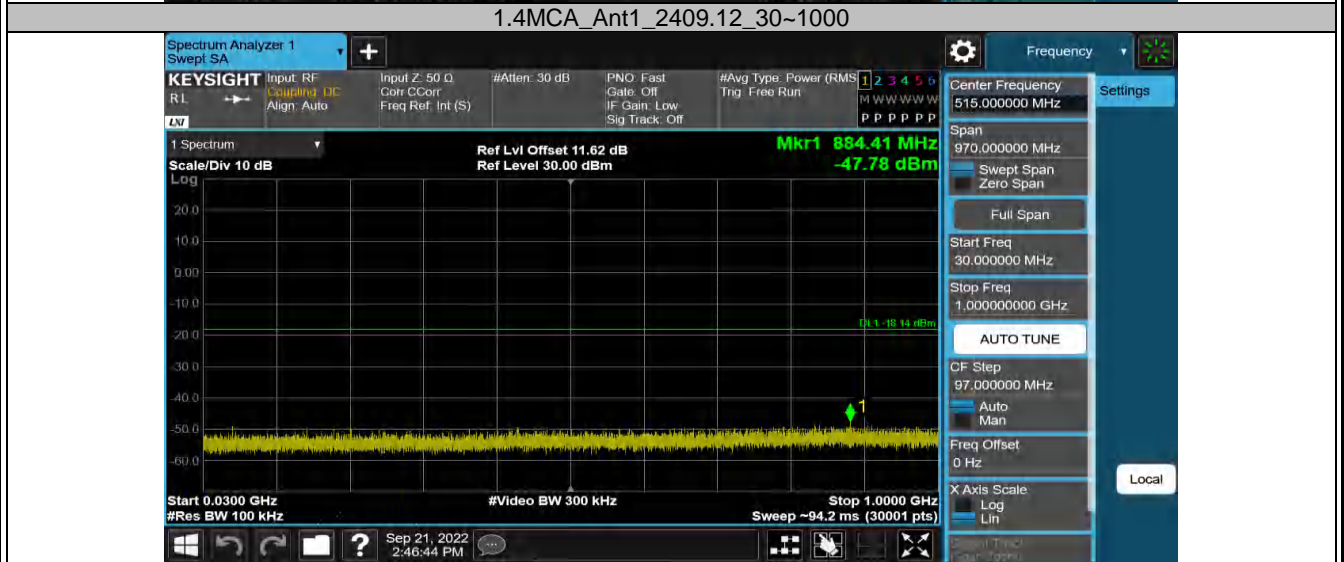 1.4MCA_Ant1_2409.12_30~1000
Spectrum Analyzer 1
Swept SA
Frequency
KEYSIGHT
RL
LXI
Input: RF
Coupling: DC
Align: Auto
Input Z: 50 Ω
Corr CCorr
Freq Ref: Int (S)
#Atten: 30 dB
PNO: Fast
Gate: Off
IF Gain: Low
Sig Track: Off
#Avg Type: Power (RMS
Trig: Free Run
1 2 3 4 5 6
M W W W W W
P P P P P P
1 Spectrum
Scale/Div 10 dB
Log
Ref Lvl Offset 11.62 dB
Ref Level 30.00 dBm
Mkr1 884.41 MHz
-47.78 dBm
20.0
10.0
0.00
-10.0
-20.0
-30.0
-40.0
-50.0
-60.0
DL1 -18.14 dBm
1
Start 0.0300 GHz
#Res BW 100 kHz
#Video BW 300 kHz
Stop 1.0000 GHz
Sweep ~94.2 ms (30001 pts)
Center Frequency
515.000000 MHz
Settings
Span
970.000000 MHz
Swept Span
Zero Span
Full Span
Start Freq
30.000000 MHz
Stop Freq
1.000000000 GHz
AUTO TUNE
CF Step
97.000000 MHz
Auto
Man
Freq Offset
0 Hz
X Axis Scale
Log
Lin
Local
Sep 21, 2022
2:46:44 PM